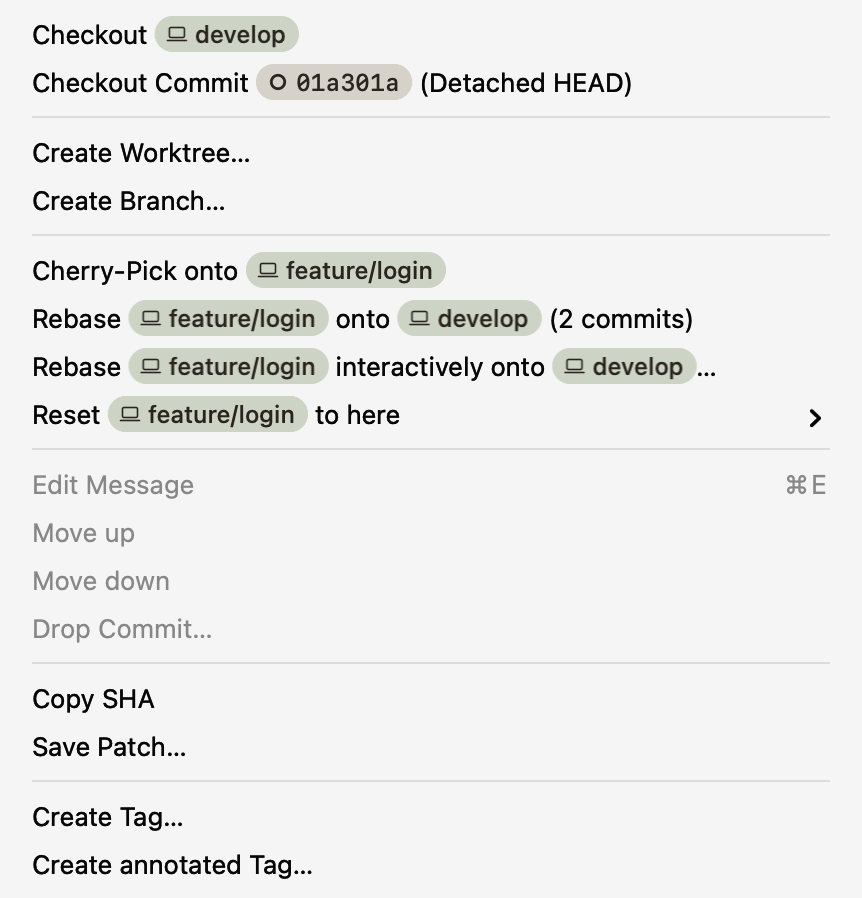 Checkout develop
Checkout Commit 01a301a (Detached HEAD)
Create Worktree...
Create Branch...
Cherry-Pick onto feature/login
Rebase feature/login onto develop (2 commits)
Rebase feature/login interactively onto develop...
Reset feature/login to here
Edit Message ⌘E
Move up
Move down
Drop Commit...
Copy SHA
Save Patch...
Create Tag...
Create annotated Tag...